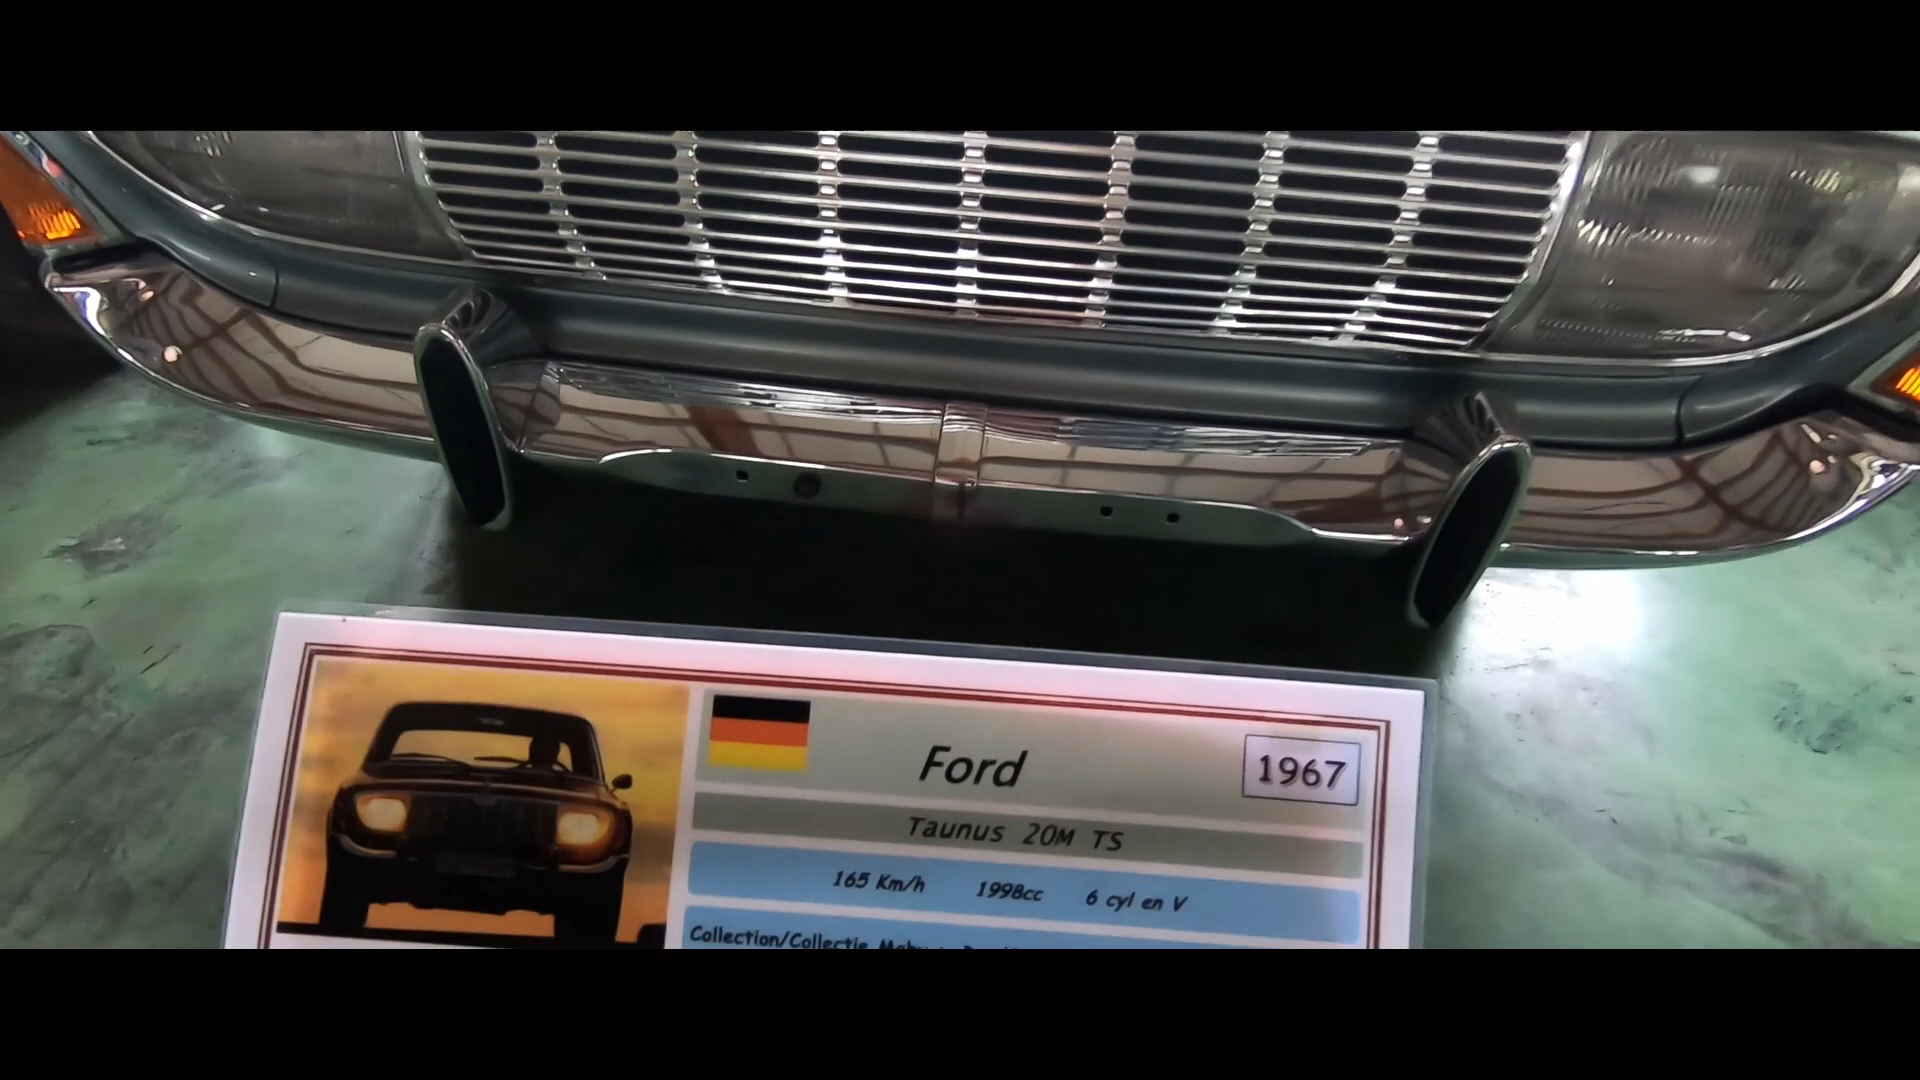 Ford
1967
Taunus 20M TS
165 Km/h 1998cc 6 cyl en V
Collection/Collectie